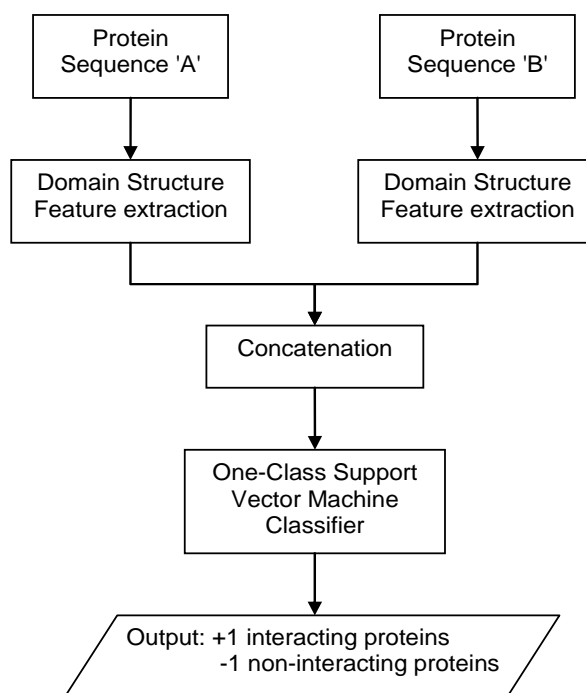 Protein
Sequence 'A'
Protein
Sequence 'B'
Domain Structure
Feature extraction
Domain Structure
Feature extraction
Concatenation
One-Class Support
Vector Machine
Classifier
Output: +1 interacting proteins
-1 non-interacting proteins